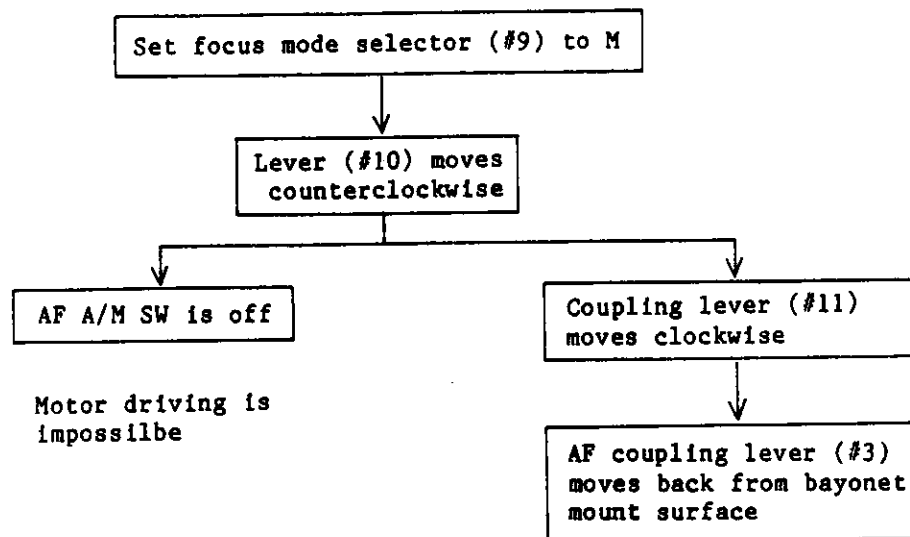 Set focus mode selector (#9) to M
Lever (#10) moves
counterclockwise
AF A/M SW is off
Motor driving is
impossilbe
Coupling lever (#11)
moves clockwise
AF coupling lever (#3)
moves back from bayonet
mount surface